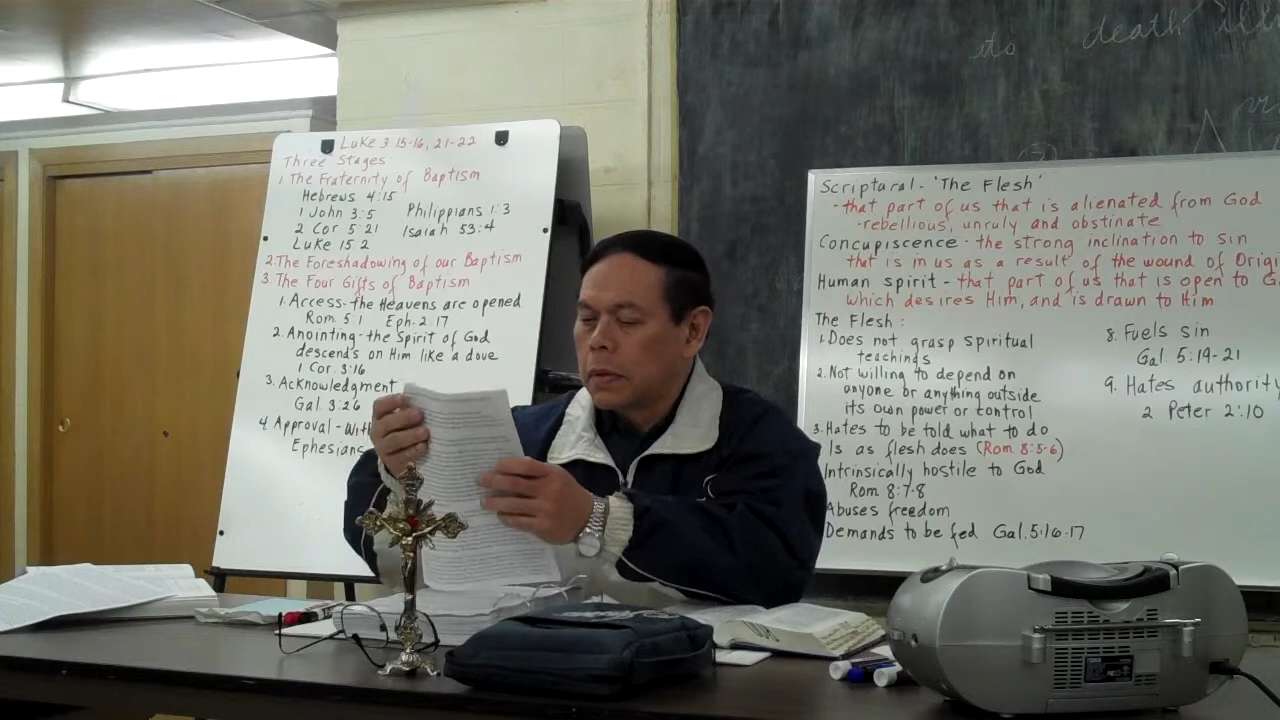 Luke 3 15-16, 21-22
Three Stages
1. The Fraternity of Baptism
Hebrews 4:15
1 John 3:5 Philippians 1:3
2 Cor 5:21 Isaiah 53:4
Luke 15 2
2. The Foreshadowing of our Baptism
3. The Four Gifts of Baptism
1. Access - the Heavens are opened
Rom 5 1 Eph. 2 17
2. Anointing - the Spirit of God
descends on Him like a dove
1 Cor. 3:16
3. Acknowledgment
Gal. 3:26
4. Approval - With
Ephesians
to death
Scriptaral - 'The Flesh'
- that part of us that is alienated from God
- rebellious, unruly and obstinate
Concupiscence - the strong inclination to sin
that is in us as a result of the wound of Origi
Human spirit - that part of us that is open to G
which desires Him, and is drawn to Him
The Flesh :
1. Does not grasp spiritual
teachings
2. Not willing to depend on
anyone or anything outside
its own power or control
3. Hates to be told what to do
Is as flesh does (Rom 8:5-6)
Intrinsically hostile to God
Rom 8:7-8
Abuses freedom
Demands to be fed Gal. 5:16-17
8. Fuels sin
Gal. 5:19-21
9. Hates authority
2 Peter 2:10